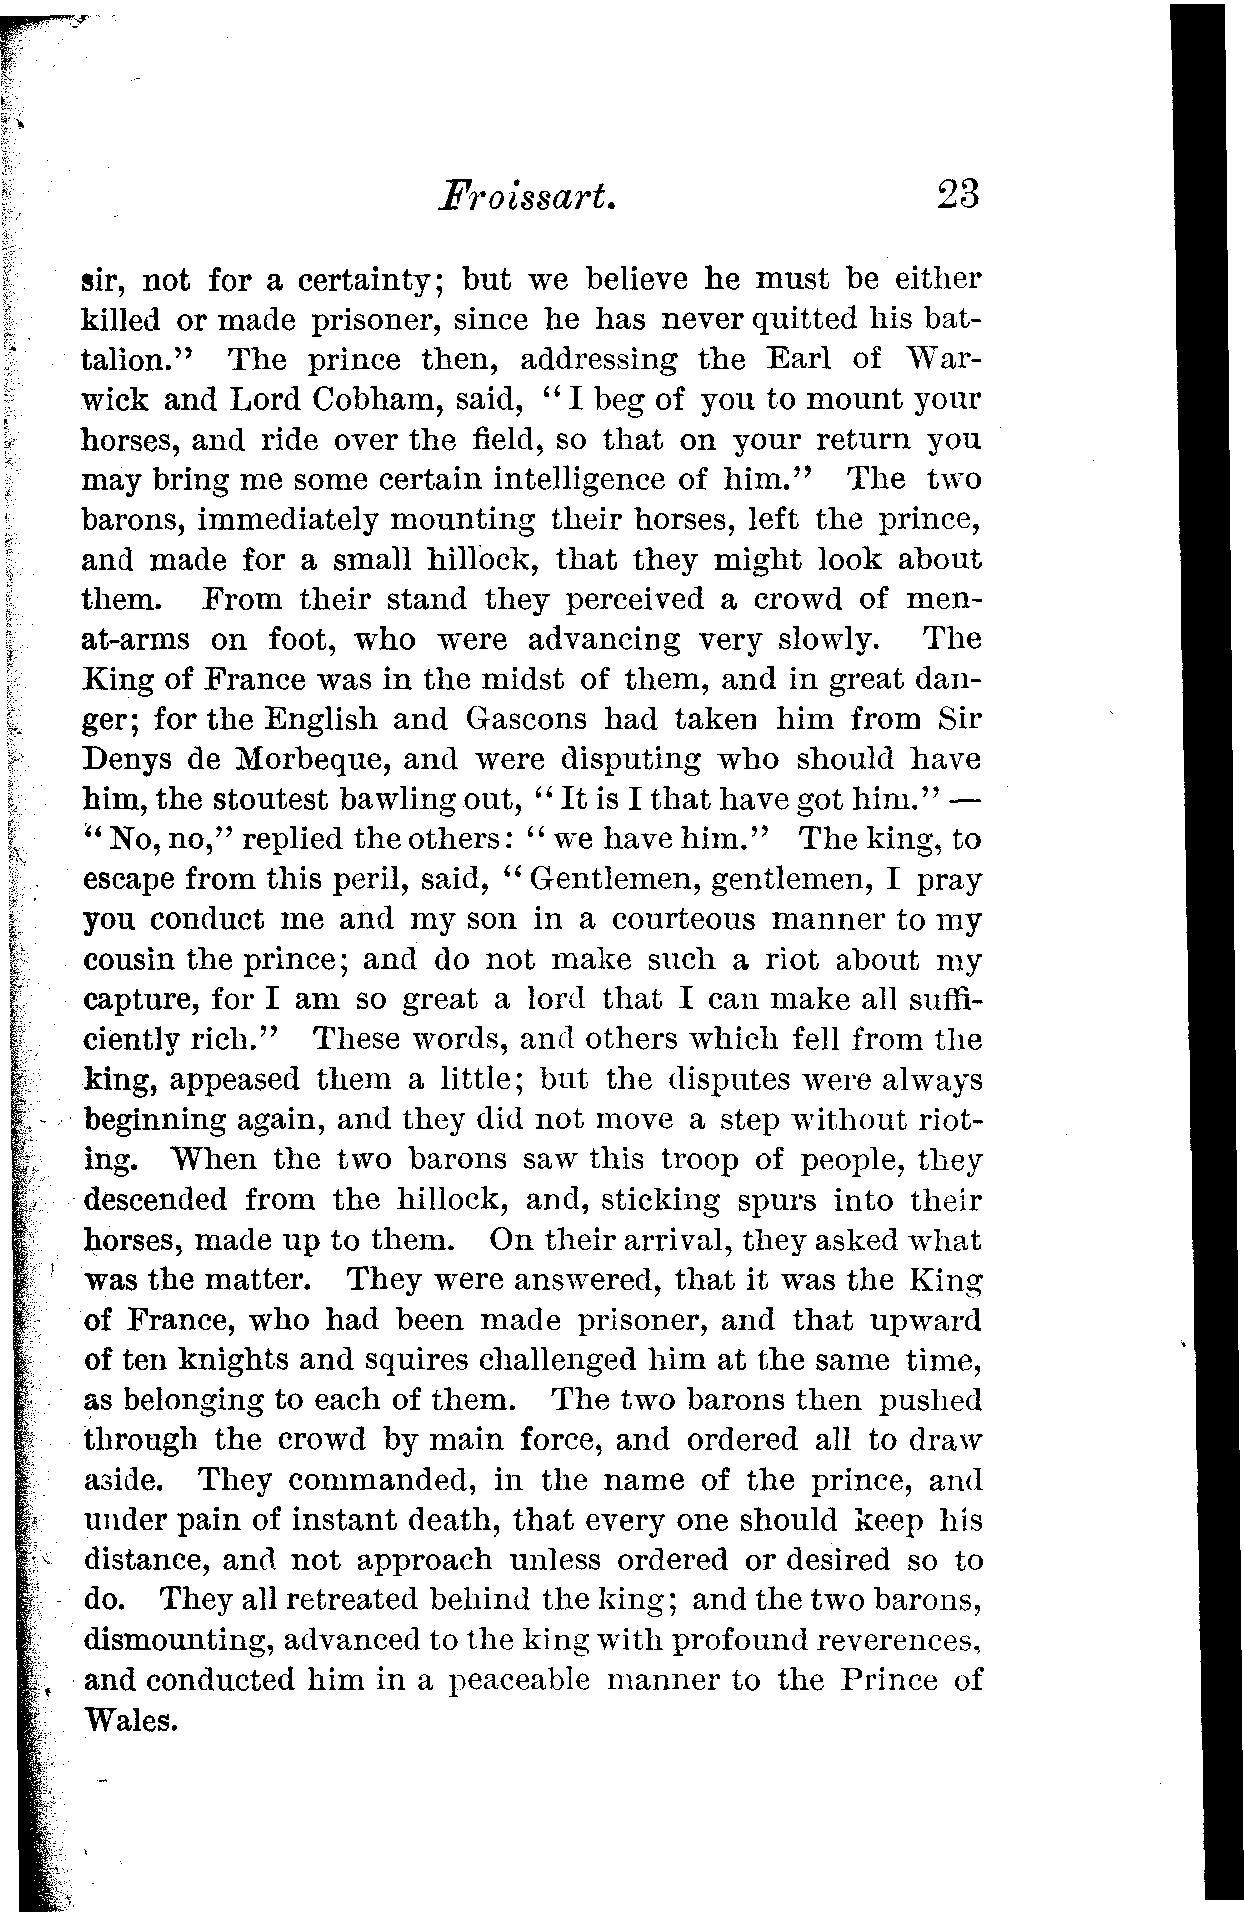 Froissart. 23
sir, not for a certainty; but we believe he must be either
killed or made prisoner, since he has never quitted his bat-
talion." The prince then, addressing the Earl of War-
wick and Lord Cobham, said, "I beg of you to mount your
horses, and ride over the field, so that on your return you
may bring me some certain intelligence of him." The two
barons, immediately mounting their horses, left the prince,
and made for a small hillock, that they might look about
them. From their stand they perceived a crowd of men-
at-arms on foot, who were advancing very slowly. The
King of France was in the midst of them, and in great dan-
ger; for the English and Gascons had taken him from Sir
Denys de Morbeque, and were disputing who should have
him, the stoutest bawling out, "It is I that have got him." —
"No, no," replied the others: "we have him." The king, to
escape from this peril, said, "Gentlemen, gentlemen, I pray
you conduct me and my son in a courteous manner to my
cousin the prince; and do not make such a riot about my
capture, for I am so great a lord that I can make all suffi-
ciently rich." These words, and others which fell from the
king, appeased them a little; but the disputes were always
beginning again, and they did not move a step without riot-
ing. When the two barons saw this troop of people, they
descended from the hillock, and, sticking spurs into their
horses, made up to them. On their arrival, they asked what
was the matter. They were answered, that it was the King
of France, who had been made prisoner, and that upward
of ten knights and squires challenged him at the same time,
as belonging to each of them. The two barons then pushed
through the crowd by main force, and ordered all to draw
aside. They commanded, in the name of the prince, and
under pain of instant death, that every one should keep his
distance, and not approach unless ordered or desired so to
do. They all retreated behind the king; and the two barons,
dismounting, advanced to the king with profound reverences,
and conducted him in a peaceable manner to the Prince of
Wales.